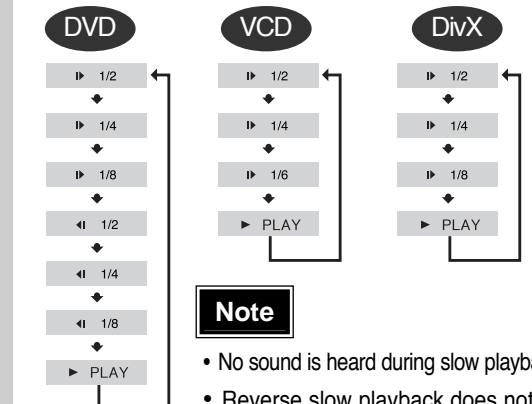 DVD
I▶ 1/2
I▶ 1/4
I▶ 1/8
◀I 1/2
◀I 1/4
◀I 1/8
► PLAY
VCD
I▶ 1/2
I▶ 1/4
I▶ 1/6
► PLAY
DivX
I▶ 1/2
I▶ 1/4
I▶ 1/8
► PLAY
Note
• No sound is heard during slow
• Reverse slow playback does